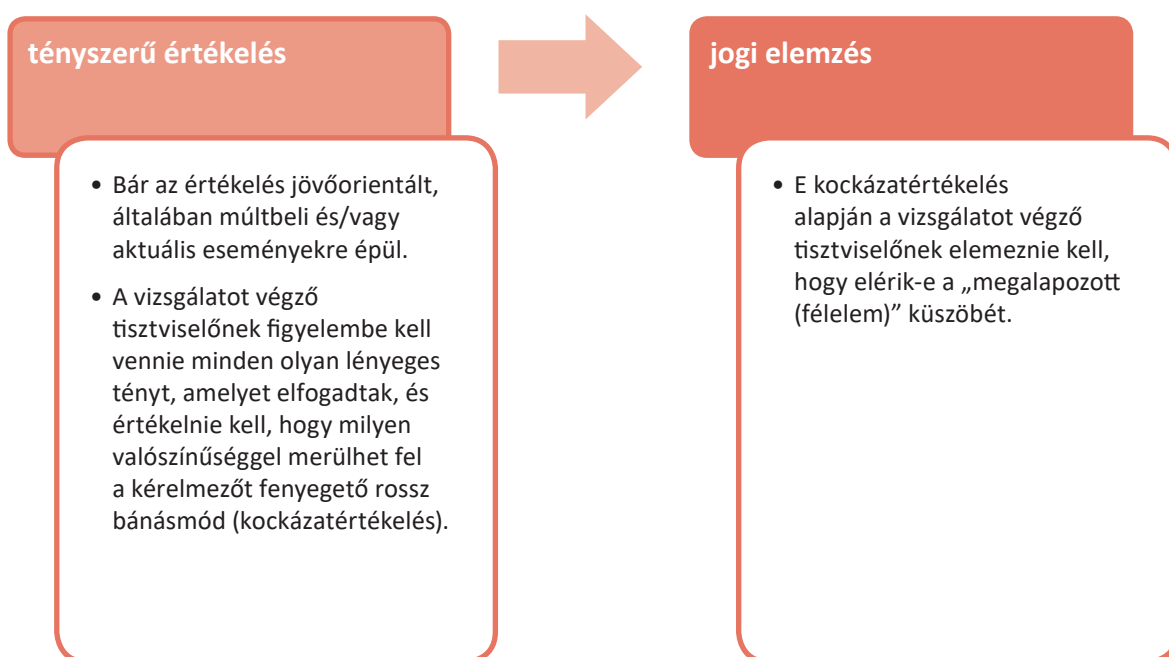 tényszerű értékelés
• Bár az értékelés jövőorientált,
általában múltbeli és/vagy
aktuális eseményekre épül.
• A vizsgálatot végző
tisztviselőnek figyelembe kell
vennie minden olyan lényeges
tényt, amelyet elfogadtak, és
értékelnie kell, hogy milyen
valószínűséggel merülhet fel
a kérelmezőt fenyegető rossz
bánásmód (kockázatértékelés).
jogi elemzés
• E kockázatértékelés
alapján a vizsgálatot végző
tisztviselőnek elemeznie kell,
hogy elérik-e a „megalapozott
(félelem)” küszöbét.